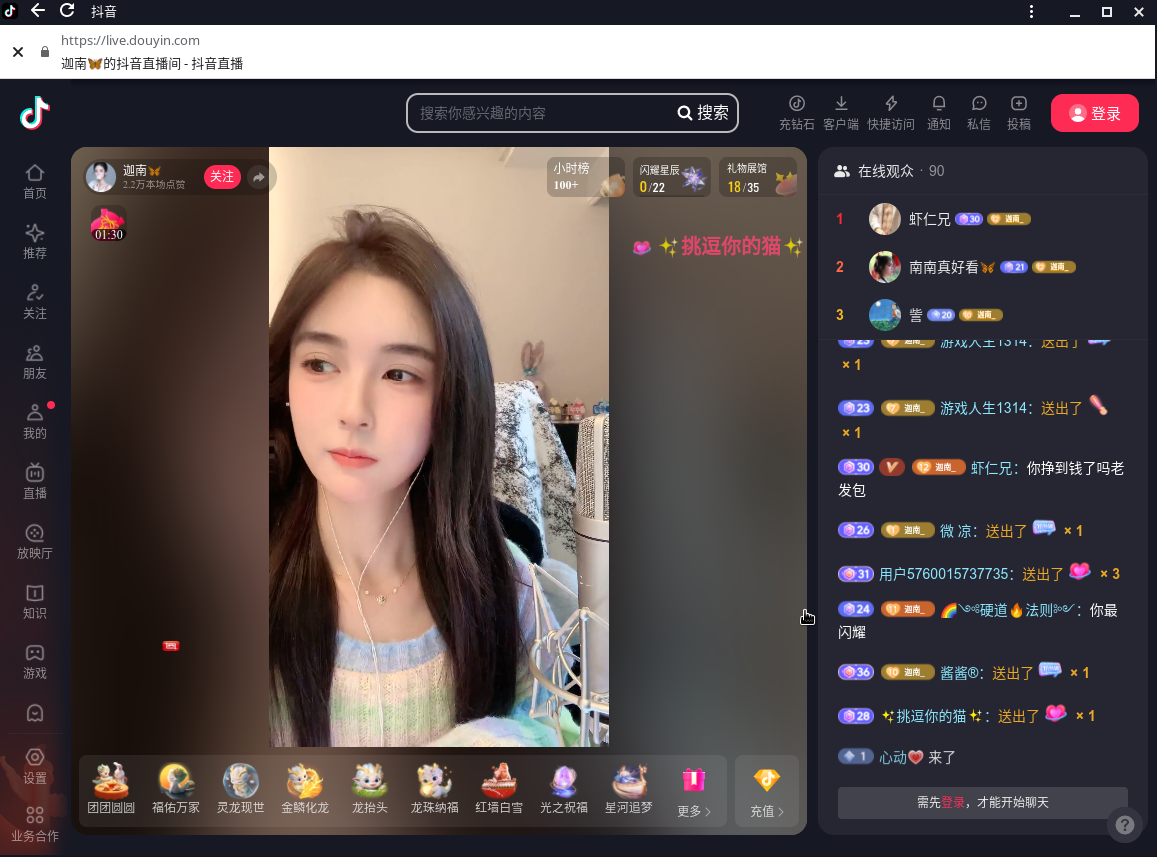 抖音
https://live.douyin.com
迦南🦋的抖音直播间 - 抖音直播
搜索你感兴趣的内容
搜索
充钻石
客户端
快捷访问
通知
私信
投稿
登录
首页
推荐
关注
朋友
我的
直播
放映厅
知识
游戏
设置
业务合作
迦南🦋
2.2万本场点赞
关注
01:30
小时榜
100+
闪耀星辰
0/22
礼物展馆
18/35
✨挑逗你的猫✨
团团圆圆
福佑万家
灵龙现世
金鳞化龙
龙抬头
龙珠纳福
红墙白雪
光之祝福
星河追梦
更多
充值
在线观众 · 90
1 虾仁兄 30 迦南_
2 南南真好看🦋 21 迦南_
3 訾 20 迦南_
23 迦南_ 游戏人生1314：送出了
× 1
23 7 迦南_ 游戏人生1314：送出了
× 1
30 V 12 迦南_ 虾仁兄：你挣到钱了吗老
发包
26 1 迦南_ 微 凉：送出了 × 1
31 用户5760015737735：送出了 × 3
24 11 迦南_ 🌈༄硬道🔥法则༄：你最
闪耀
36 10 迦南_ 酱酱®：送出了 × 1
28 ✨挑逗你的猫✨：送出了 × 1
1 心动💗 来了
需先登录，才能开始聊天